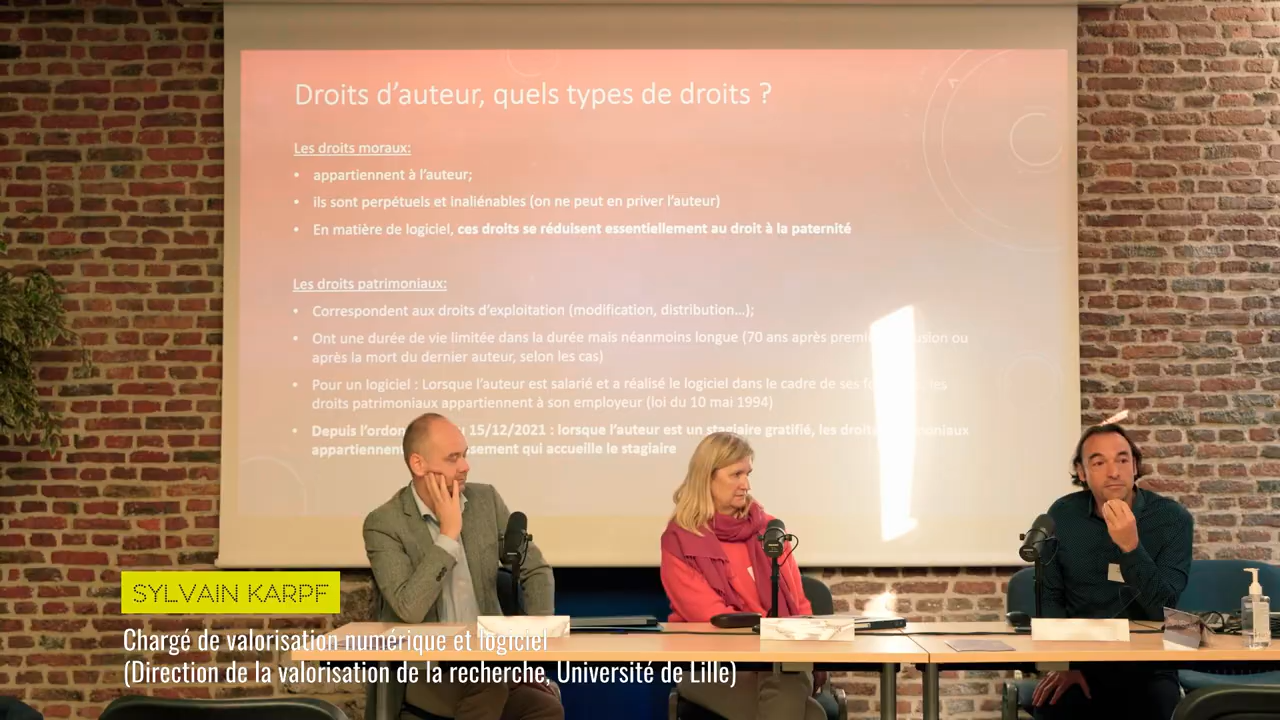 Droits d'auteur, quels types de droits ?
Les droits moraux:
• appartiennent à l'auteur;
• ils sont perpétuels et inaliénables (on ne peut en priver l'auteur)
• En matière de logiciel, ces droits se réduisent essentiellement au droit à la paternité
Les droits patrimoniaux:
• Correspondent aux droits d'exploitation (modification, distribution…);
• Ont une durée de vie limitée dans la durée mais néanmoins longue (70 ans après ou
après la mort du dernier auteur, selon les cas)
• Pour un logiciel : Lorsque l'auteur est salarié et a réalisé le logiciel dans le cadre de ses les
droits patrimoniaux appartiennent à son employeur (loi du 10 mai 1994)
• Depuis 15/12/2021 : lorsque l'auteur est un stagiaire gratifié, les
qui accueille le stagiaire
SYLVAIN KARPF
Chargé de valorisation numérique et logiciel
(Direction de la valorisation de la recherche, Université de Lille)